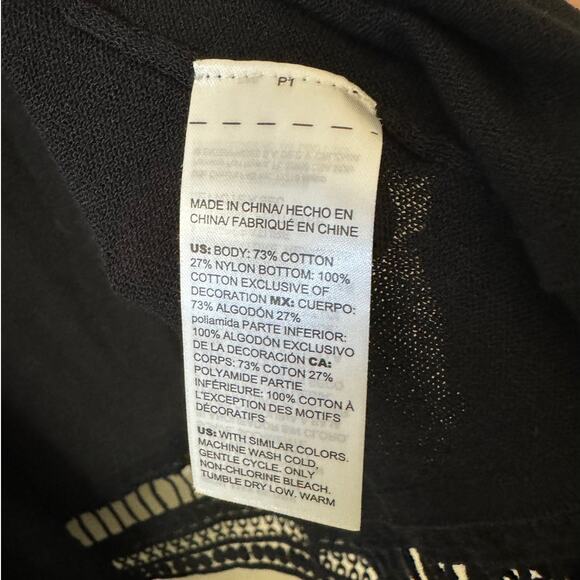 P1
MADE IN CHINA/ HECHO EN
CHINA/ FABRIQUÉ EN CHINE
US: BODY: 73% COTTON
27% NYLON BOTTOM: 100%
COTTON EXCLUSIVE OF
DECORATION MX: CUERPO:
73% ALGODÓN 27%
poliamida PARTE INFERIOR:
100% ALGODÓN EXCLUSIVO
DE LA DECORACIÓN CA:
CORPS: 73% COTON 27%
POLYAMIDE PARTIE
INFÉRIEURE: 100% COTON À
L'EXCEPTION DES MOTIFS
DÉCORATIFS
US: WITH SIMILAR COLORS.
MACHINE WASH COLD,
GENTLE CYCLE. ONLY
NON-CHLORINE BLEACH.
TUMBLE DRY LOW. WARM